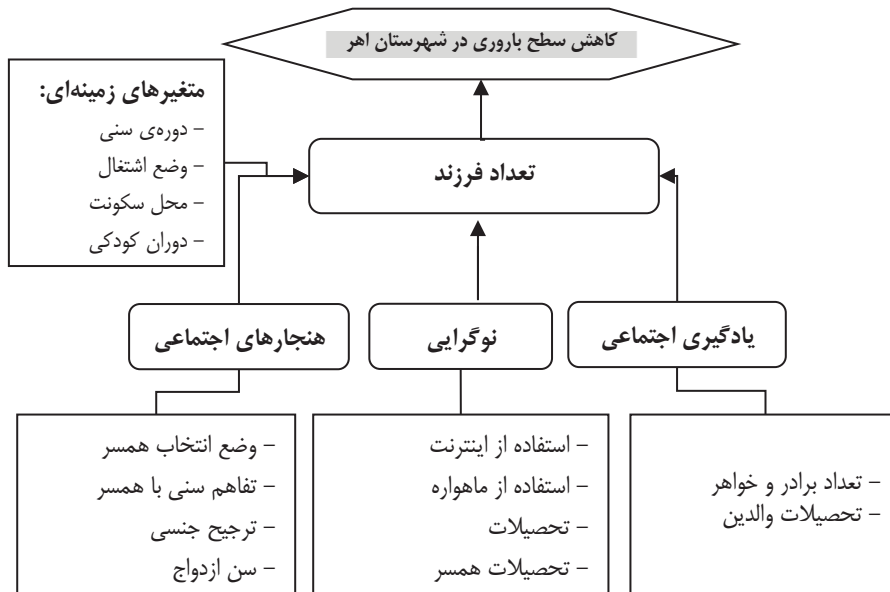 کاهش سطح باروری در شهرستان اهر
متغیرهای زمینه‌ای:
- دوره‌ی سنی
- وضع اشتغال
- محل سکونت
- دوران کودکی
تعداد فرزند
یادگیری اجتماعی
نوگرایی
هنجارهای اجتماعی
- تعداد برادر و خواهر
- تحصیلات والدین
- استفاده از اینترنت
- استفاده از ماهواره
- تحصیلات
- تحصیلات همسر
- وضع انتخاب همسر
- تفاهم سنی با همسر
- ترجیح جنسی
- سن ازدواج